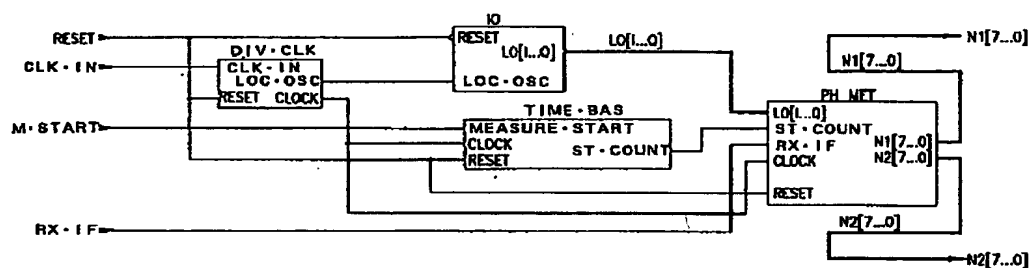 IO
RESET
RESET
LO[1...0]
LO[1...0]
N1[7...0]
DIV·CLK
CLK·IN
CLK·IN
N1[7...0]
LOC·OSC
LOC·OSC
RESET
CLOCK
TIME·BAS
PH MET
M·START
MEASURE·START
LO[1...0]
ST·COUNT
CLOCK
ST·COUNT
RX·IF
N1[7...0]
RESET
N2[7...0]
CLOCK
RESET
RX·IF
N2[7...0]
N2[7...0]